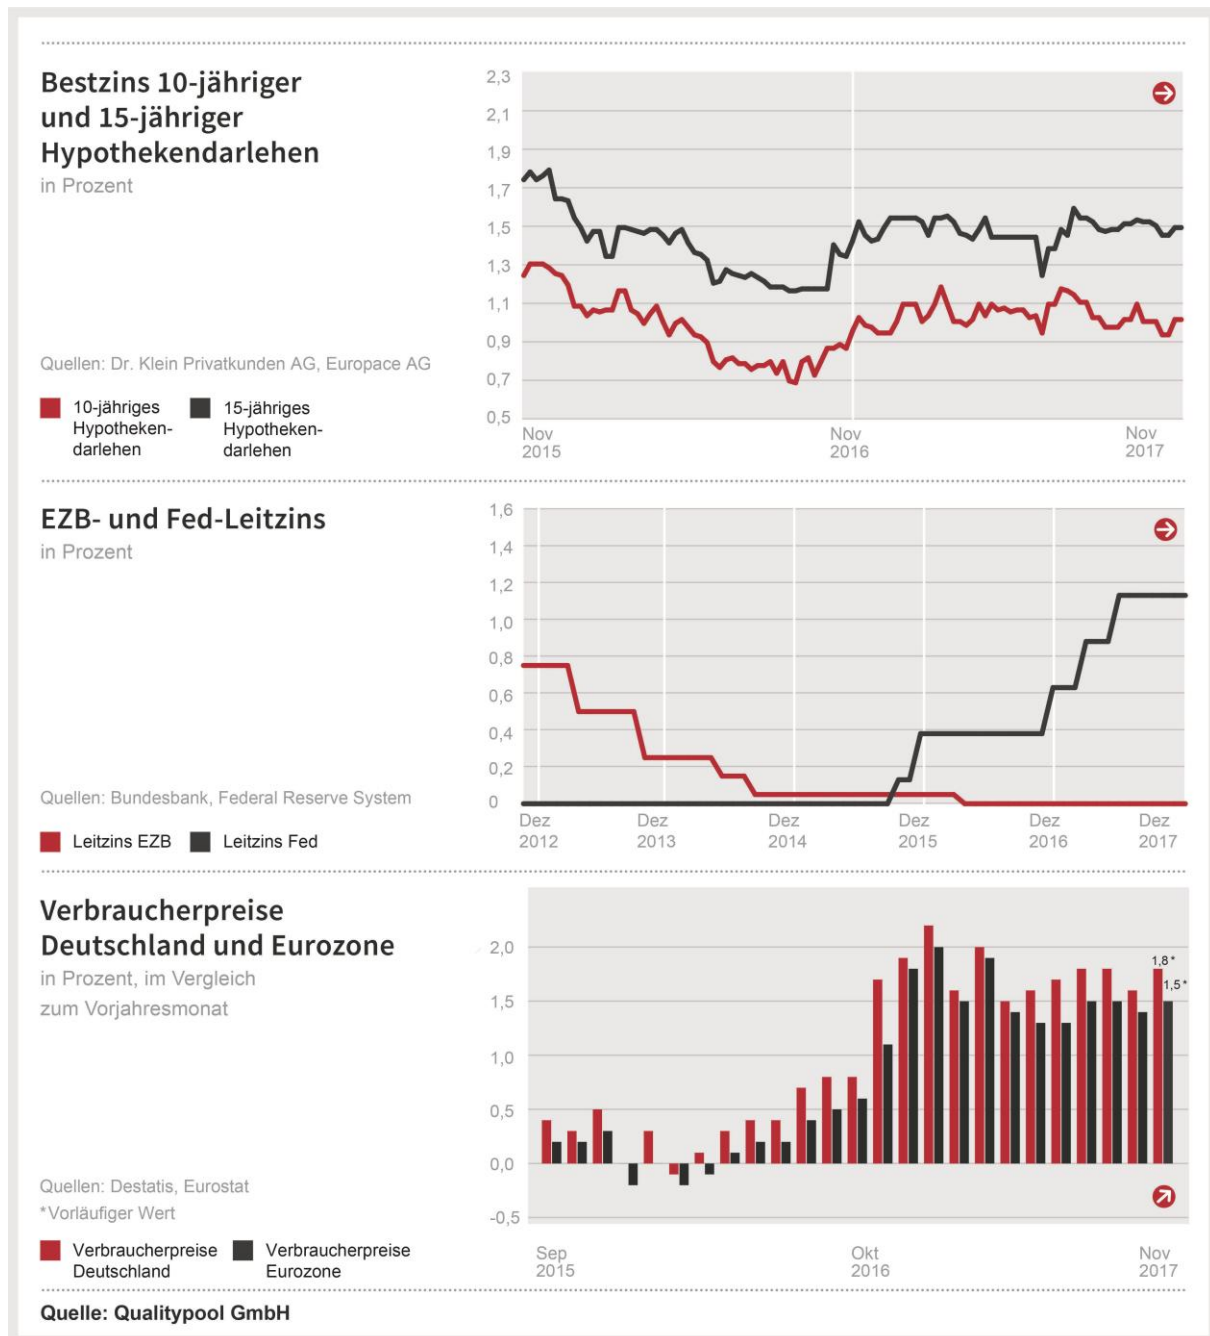 Bestzins 10-jähriger
und 15-jähriger
Hypothekendarlehen
in Prozent
Quellen: Dr. Klein Privatkunden AG, Europace AG
10-jähriges
Hypotheken-
darlehen
15-jähriges
Hypotheken-
darlehen
2,3
2,1
1,9
1,7
1,5
1,3
1,1
0,9
0,7
0,5
Nov
2015
Nov
2016
Nov
2017
EZB- und Fed-Leitzins
in Prozent
Quellen: Bundesbank, Federal Reserve System
Leitzins EZB
Leitzins Fed
1,6
1,4
1,2
1,0
0,8
0,6
0,4
0,2
0
Dez
2012
Dez
2013
Dez
2014
Dez
2015
Dez
2016
Dez
2017
Verbraucherpreise
Deutschland und Eurozone
in Prozent, im Vergleich
zum Vorjahresmonat
Quellen: Destatis, Eurostat
*Vorläufiger Wert
Verbraucherpreise
Deutschland
Verbraucherpreise
Eurozone
2,0
1,5
1,0
0,5
0,0
-0,5
1,8*
1,5*
Sep
2015
Okt
2016
Nov
2017
Quelle: Qualitypool GmbH